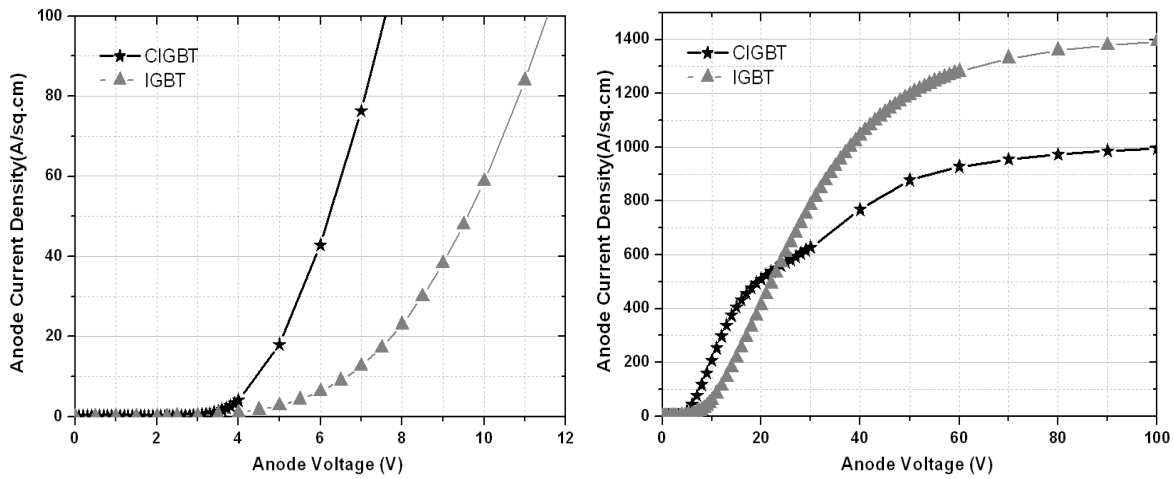 100
80
60
40
20
0
Anode Current Density(A/sq.cm)
CIGBT
IGBT
0 2 4 6 8 10 12
Anode Voltage (V)
1400
1200
1000
800
600
400
200
0
Anode Current Density(A/sq.cm)
CIGBT
IGBT
0 20 40 60 80 100
Anode Voltage (V)